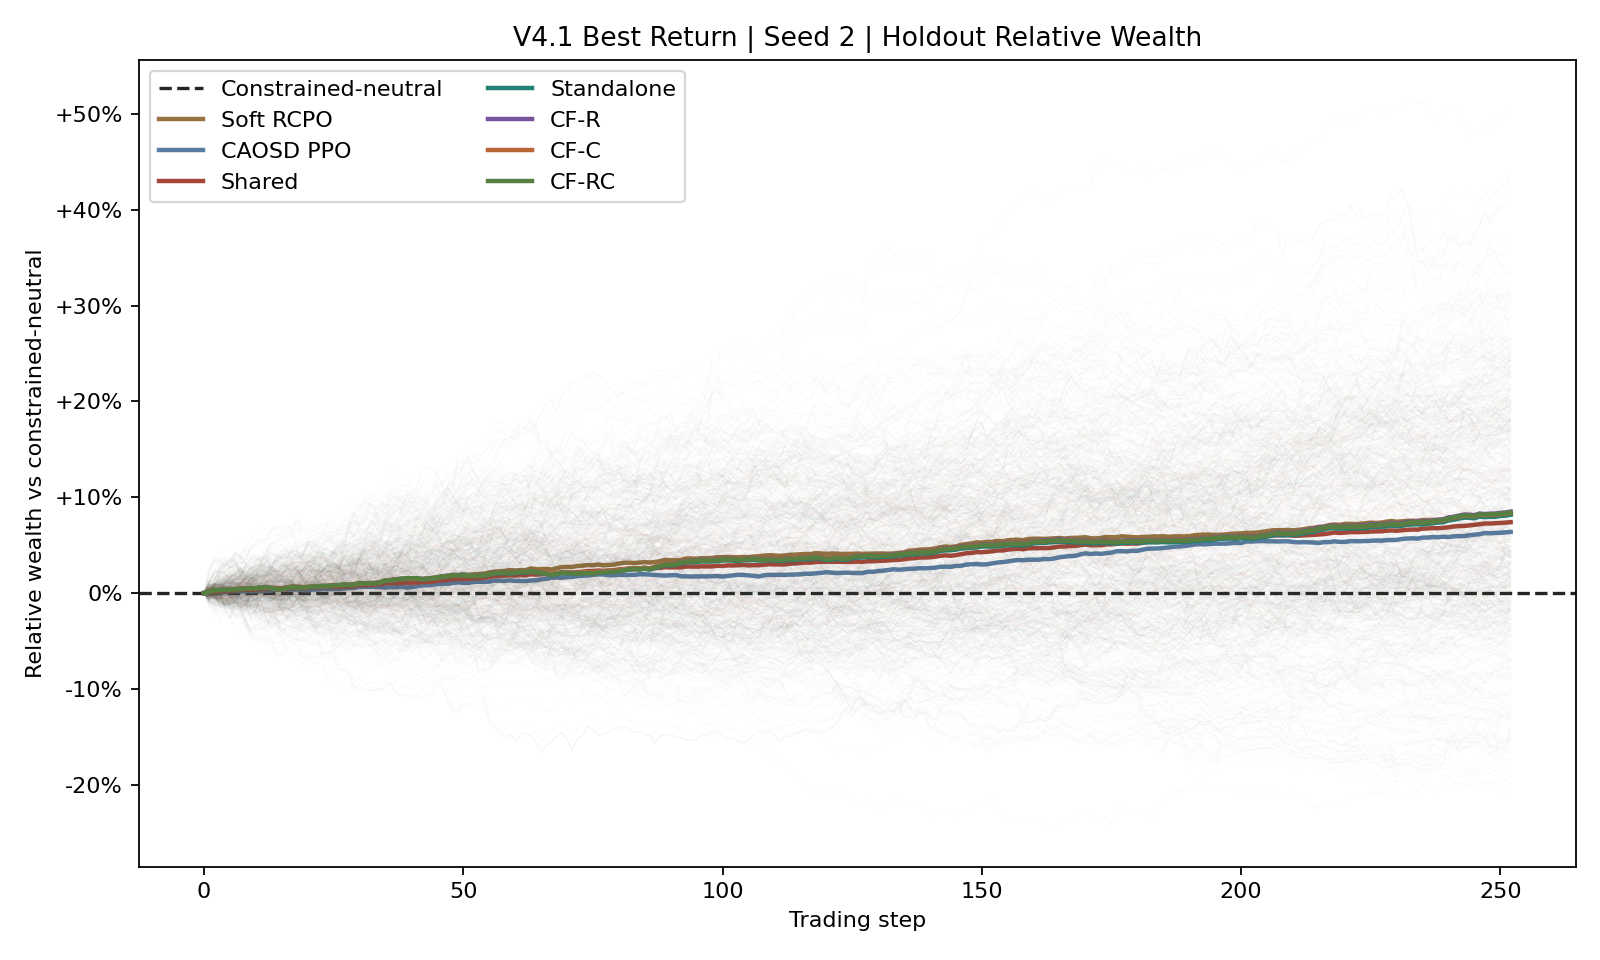 V4.1 Best Return | Seed 2 | Holdout Relative Wealth
Constrained-neutral
Soft RCPO
CAOSD PPO
Shared
Standalone
CF-R
CF-C
CF-RC
Relative wealth vs constrained-neutral
+50%
+40%
+30%
+20%
+10%
0%
-10%
-20%
0 50 100 150 200 250
Trading step